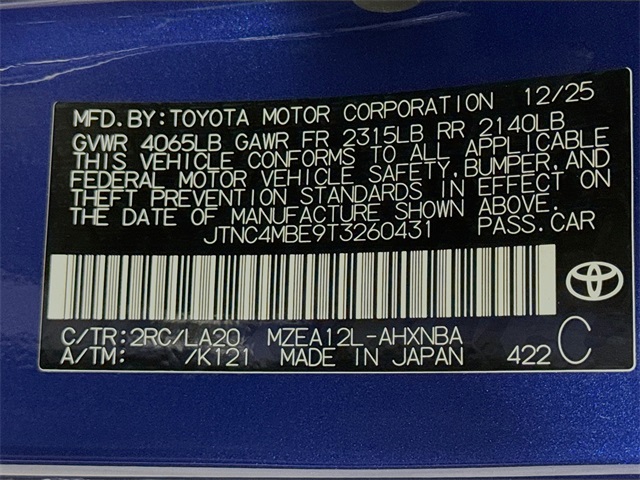 MFD.BY:TOYOTA MOTOR CORPORATION 12/25
GVWR 4065LB GAWR FR 2315LB RR 2140LB
THIS VEHICLE CONFORMS TO ALL APPLICABLE
FEDERAL MOTOR VEHICLE SAFETY,BUMPER,AND
THEFT PREVENTION STANDARDS IN EFFECT ON
THE DATE OF MANUFACTURE SHOWN ABOVE.
JTNC4MBE9T3260431 PASS.CAR
C/TR:2RC/LA20 MZEA12L-AHXNBA
A/TM: /K121 MADE IN JAPAN 422 C